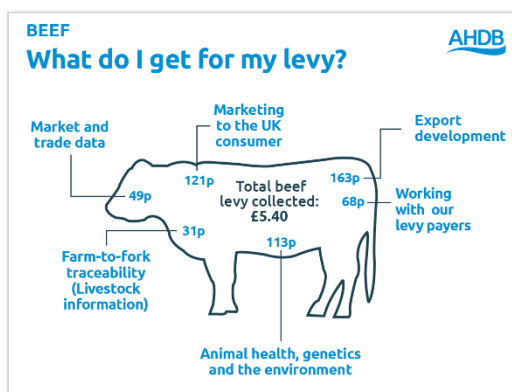 BEEF
What do I get for my levy?
AHDB
Market and
trade data
49p
Marketing
to the UK
consumer
121p
Export
development
163p
Total beef
levy collected:
£5.40
Working
with our
levy payers
68p
Farm-to-fork
traceability
(Livestock
information)
31p
113p
Animal health, genetics
and the environment